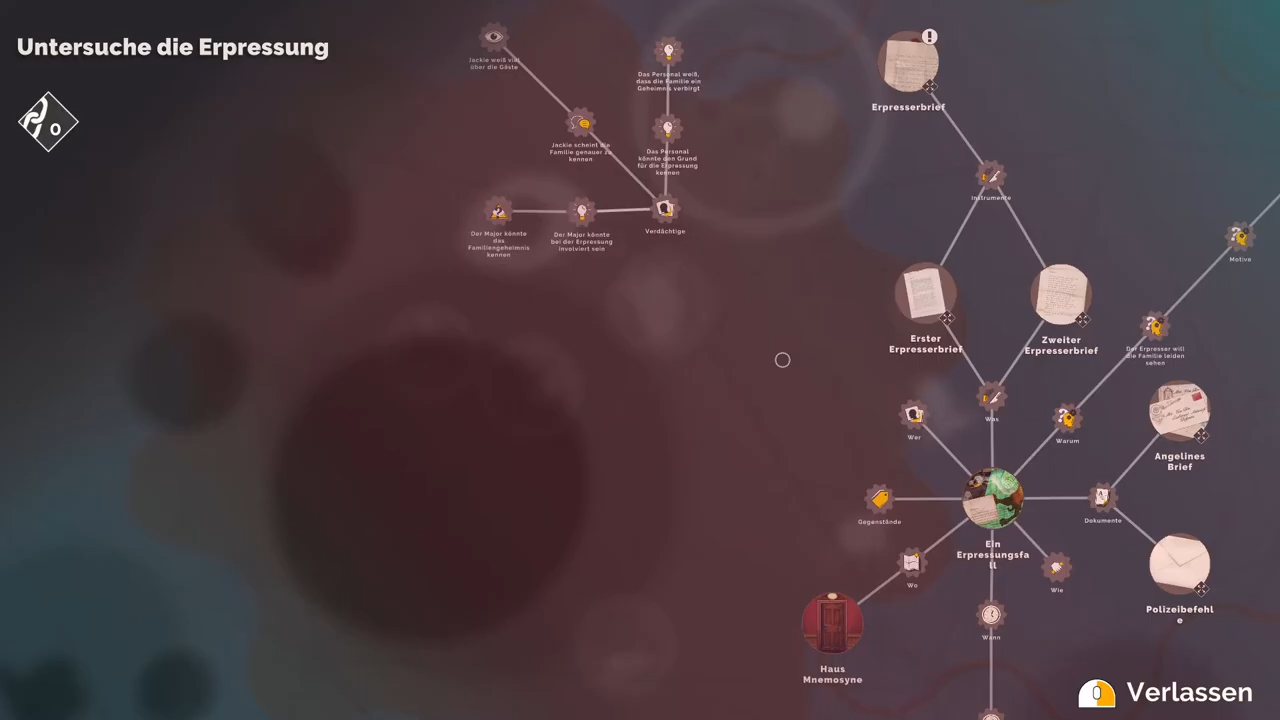 Untersuche die Erpressung
0
Jackie weiß viel
über die Gäste
Das Personal weiß,
dass die Familie ein
Geheimnis verbirgt
Erpresserbrief
Jackie scheint die
Familie genauer zu
kennen
Das Personal
könnte den Grund
für die Erpressung
kennen
Instrumente
Verdächtige
Der Major könnte
das
Familiengeheimnis
kennen
Der Major könnte
bei der Erpressung
involviert sein
Motive
Erster
Erpresserbrief
Zweiter
Erpresserbrief
Der Erpresser will
die Familie leiden
sehen
Was
Wer
Warum
Angelines
Brief
Gegenstände
Dokumente
Ein
Erpressungsfa
ll
Wo
Wie
Polizeibefehl
e
Wann
Haus
Mnemosyne
Verlassen